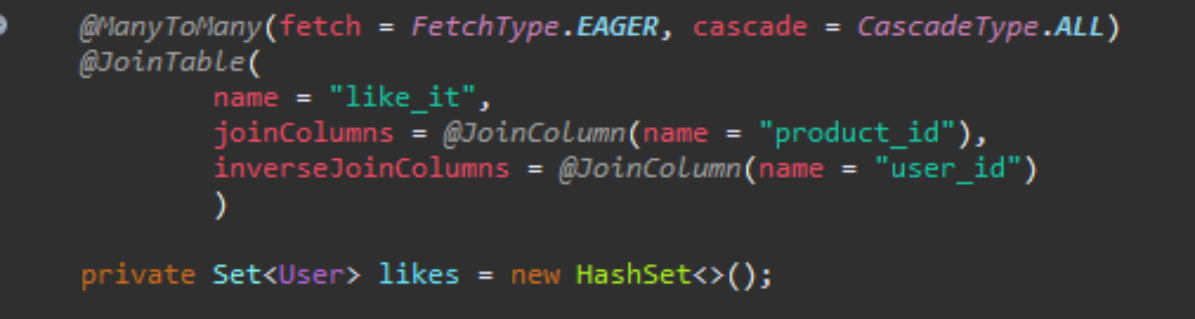 @ManyToMany(fetch = FetchType.EAGER, cascade = CascadeType.ALL)
@JoinTable(
name = "like_it",
joinColumns = @JoinColumn(name = "product_id"),
inverseJoinColumns = @JoinColumn(name = "user_id")
)
private Set<User> likes = new HashSet<>();